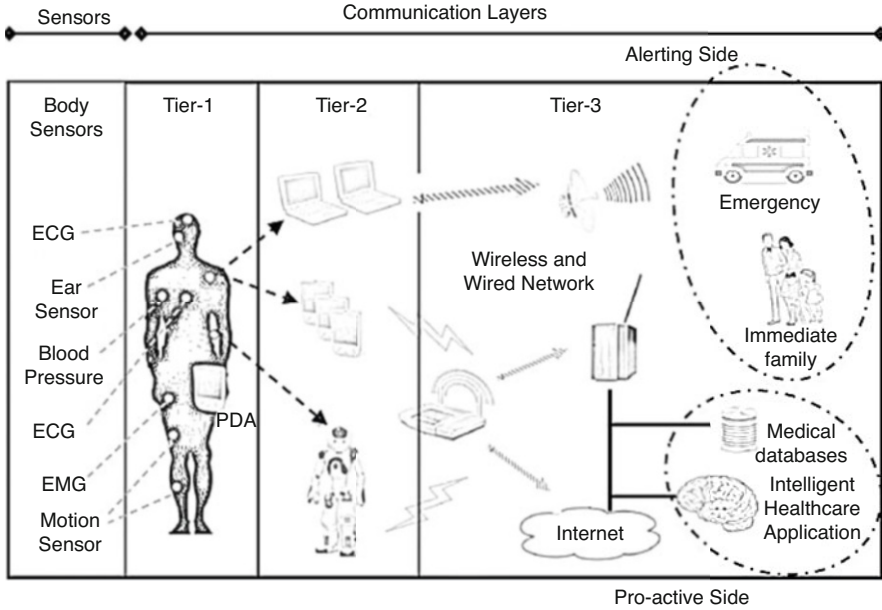 Sensors
Communication Layers
Alerting Side
Body
Sensors
Tier-1
Tier-2
Tier-3
ECG
Ear
Sensor
Blood
Pressure
ECG
EMG
Motion
Sensor
PDA
Wireless and
Wired Network
Internet
Emergency
Immediate
family
Medical
databases
Intelligent
Healthcare
Application
Pro-active Side